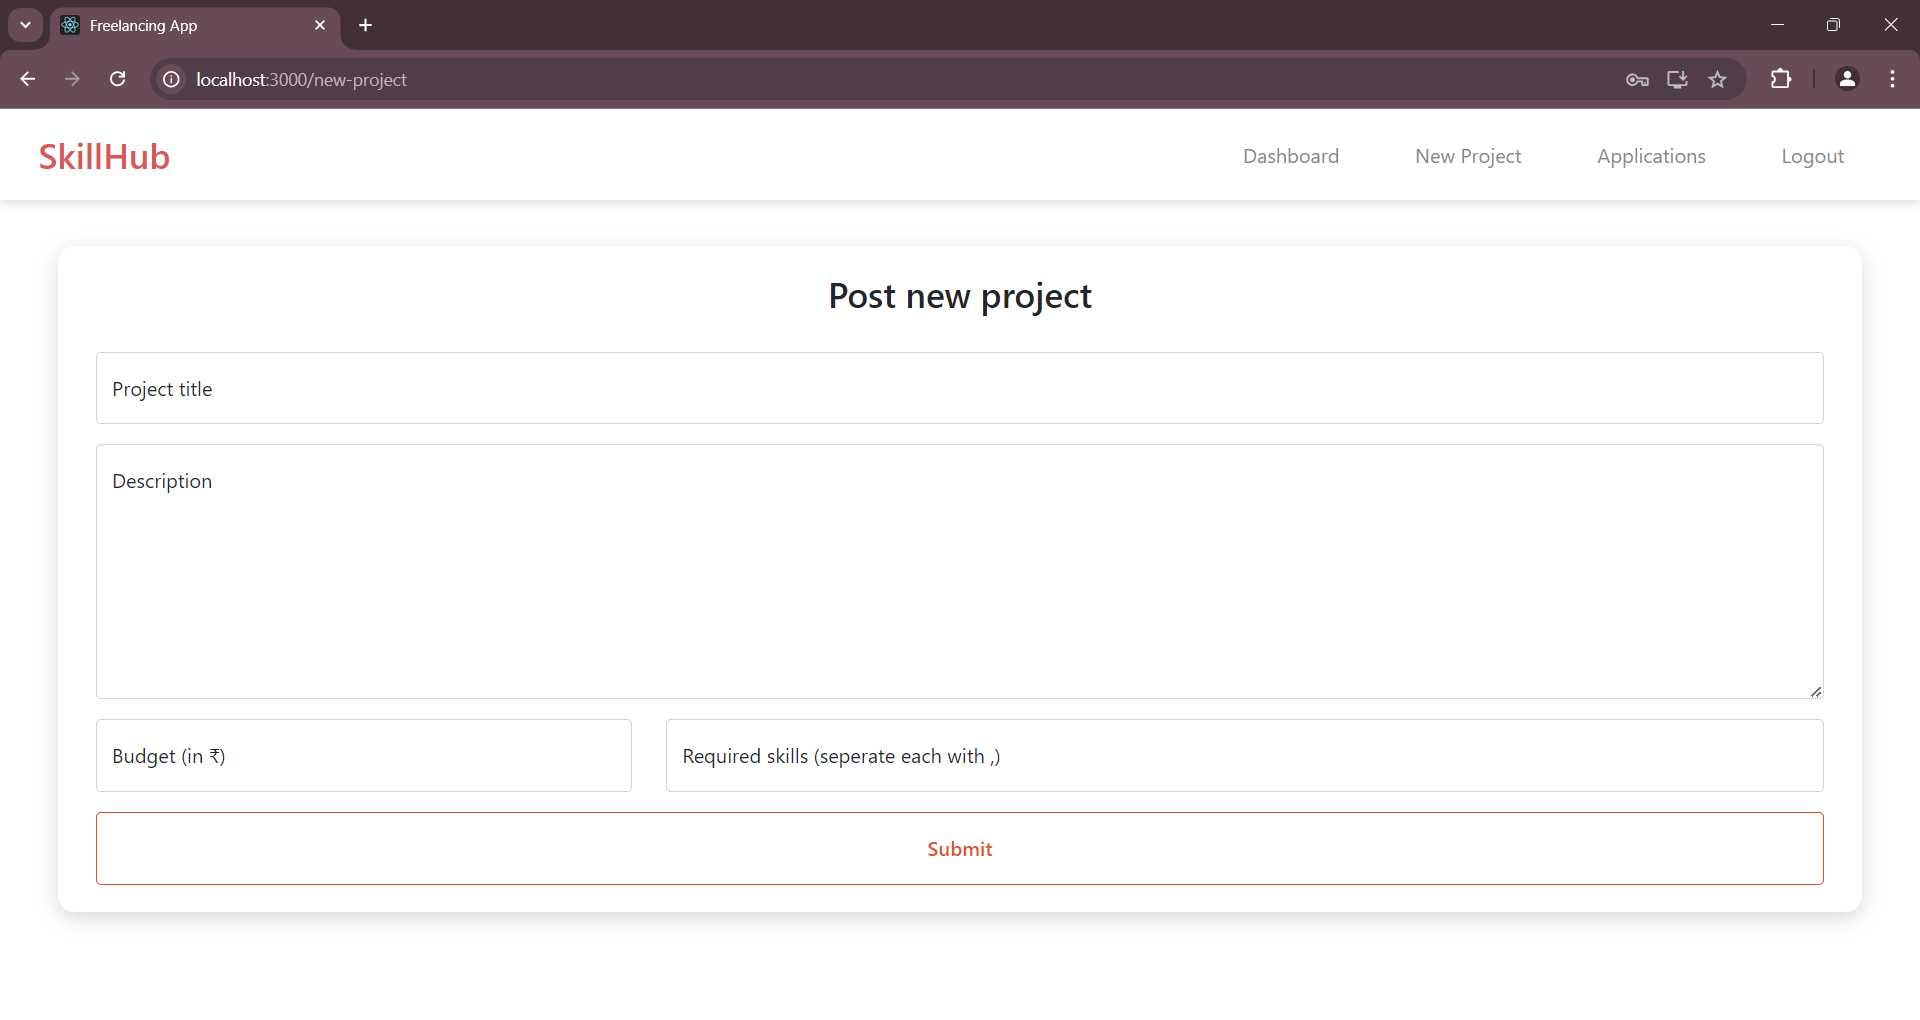 Freelancing App
localhost:3000/new-project
SkillHub
Dashboard New Project Applications Logout
Post new project
Project title
Description
Budget (in ₹) Required skills (seperate each with ,)
Submit